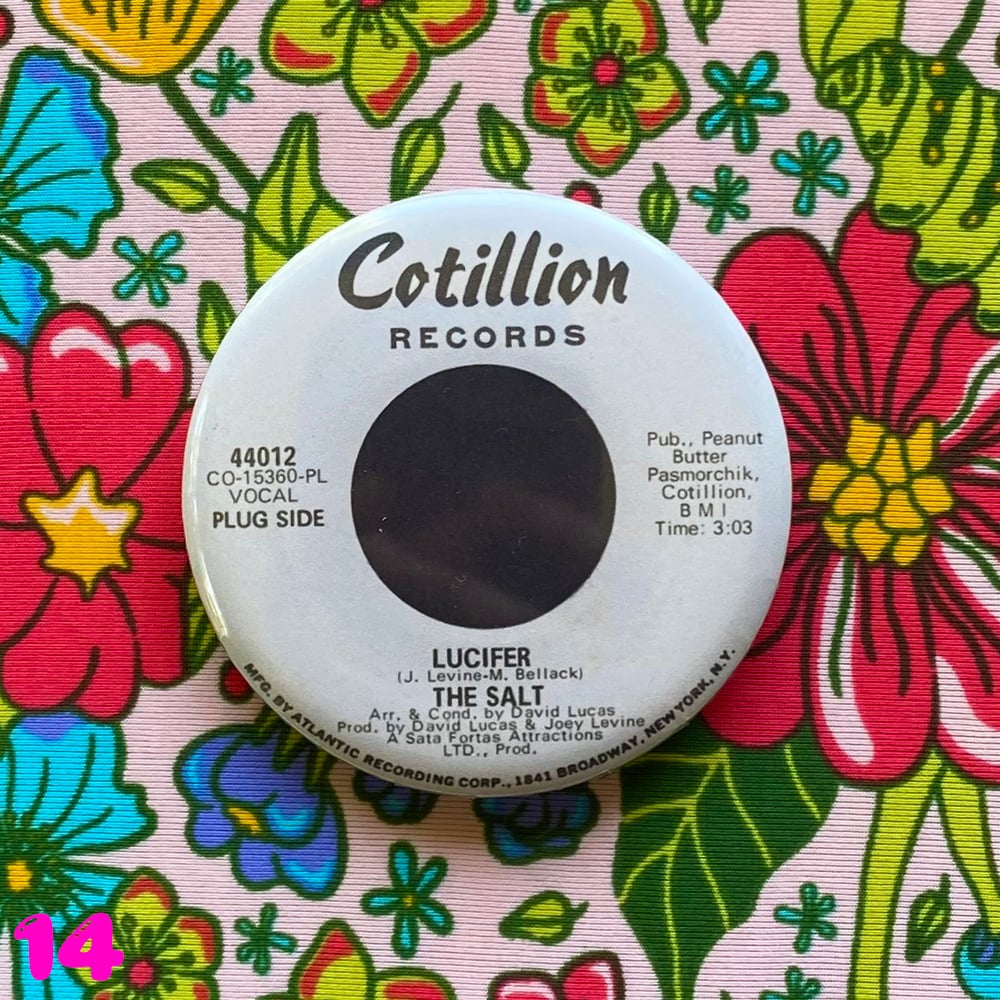 Cotillion
RECORDS
44012
CO-15360-PL
VOCAL
PLUG SIDE
Pub., Peanut
Butter
Pasmorchik,
Cotillion,
B M I
Time: 3:03
LUCIFER
(J. Levine-M. Bellack)
THE SALT
Arr. & Cond. by David Lucas
Prod. by David Lucas & Joey Levine
A Sata Fortas Attractions
LTD., Prod.
MFG. BY ATLANTIC RECORDING CORP., 1841 BROADWAY, NEW YORK, N.Y.
14